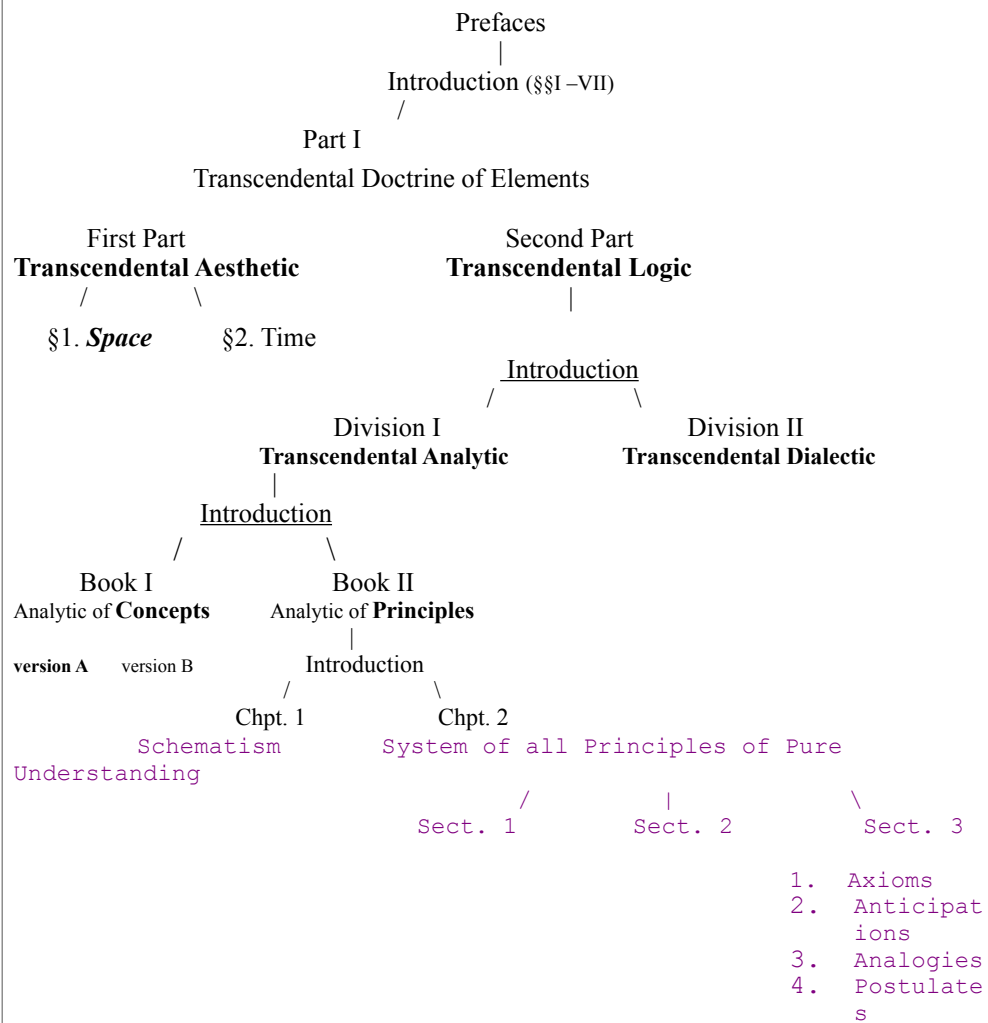 Prefaces
|
Introduction (§§I –VII)
/
Part I
Transcendental Doctrine of Elements
First Part Second Part
Transcendental Aesthetic Transcendental Logic
/ \ |
§1. Space §2. Time
Introduction
/ \
Division I Division II
Transcendental Analytic Transcendental Dialectic
|
Introduction
/ \
Book I Book II
Analytic of Concepts Analytic of Principles
|
version A version B Introduction
/ \
Chpt. 1 Chpt. 2
Schematism System of all Principles of Pure
Understanding
/ | \
Sect. 1 Sect. 2 Sect. 3
1. Axioms
2. Anticipat
ions
3. Analogies
4. Postulate
s